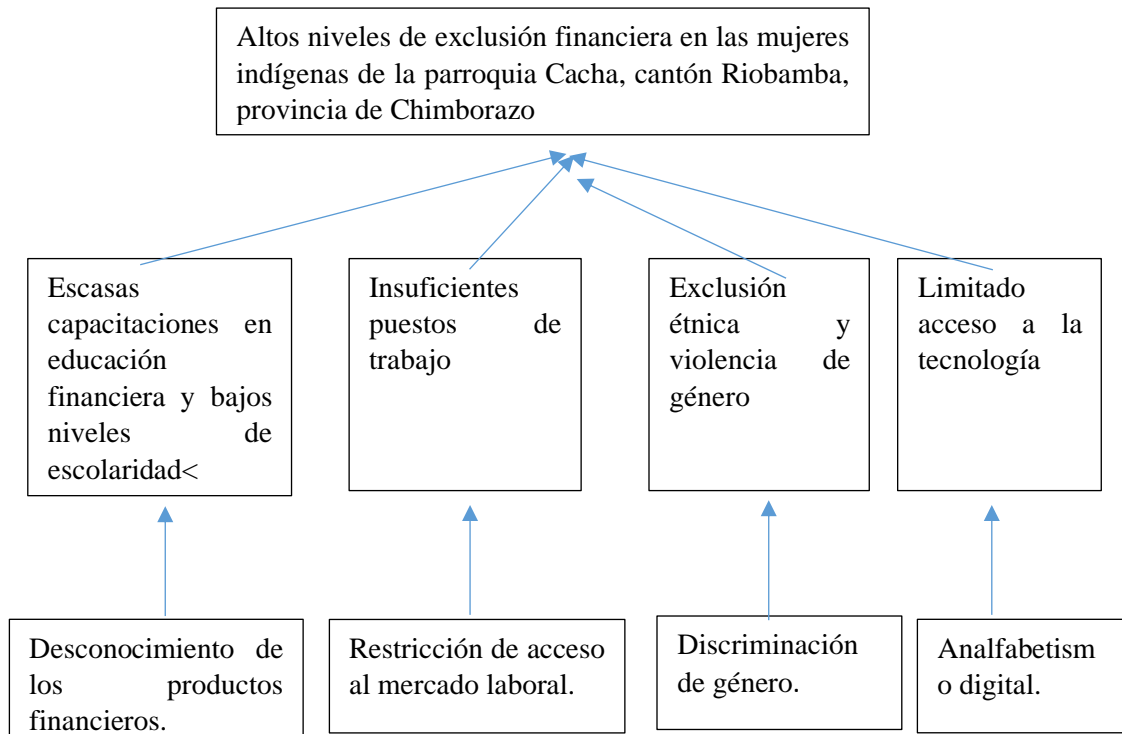 Altos niveles de exclusión financiera en las mujeres
indígenas de la parroquia Cacha, cantón Riobamba,
provincia de Chimborazo
Escasas
capacitaciones en
educación
financiera y bajos
niveles de
escolaridad<
Insuficientes
puestos de
trabajo
Exclusión
étnica y
violencia de
género
Limitado
acceso a la
tecnología
Desconocimiento de
los productos
financieros.
Restricción de acceso
al mercado laboral.
Discriminación
de género.
Analfabetism
o digital.